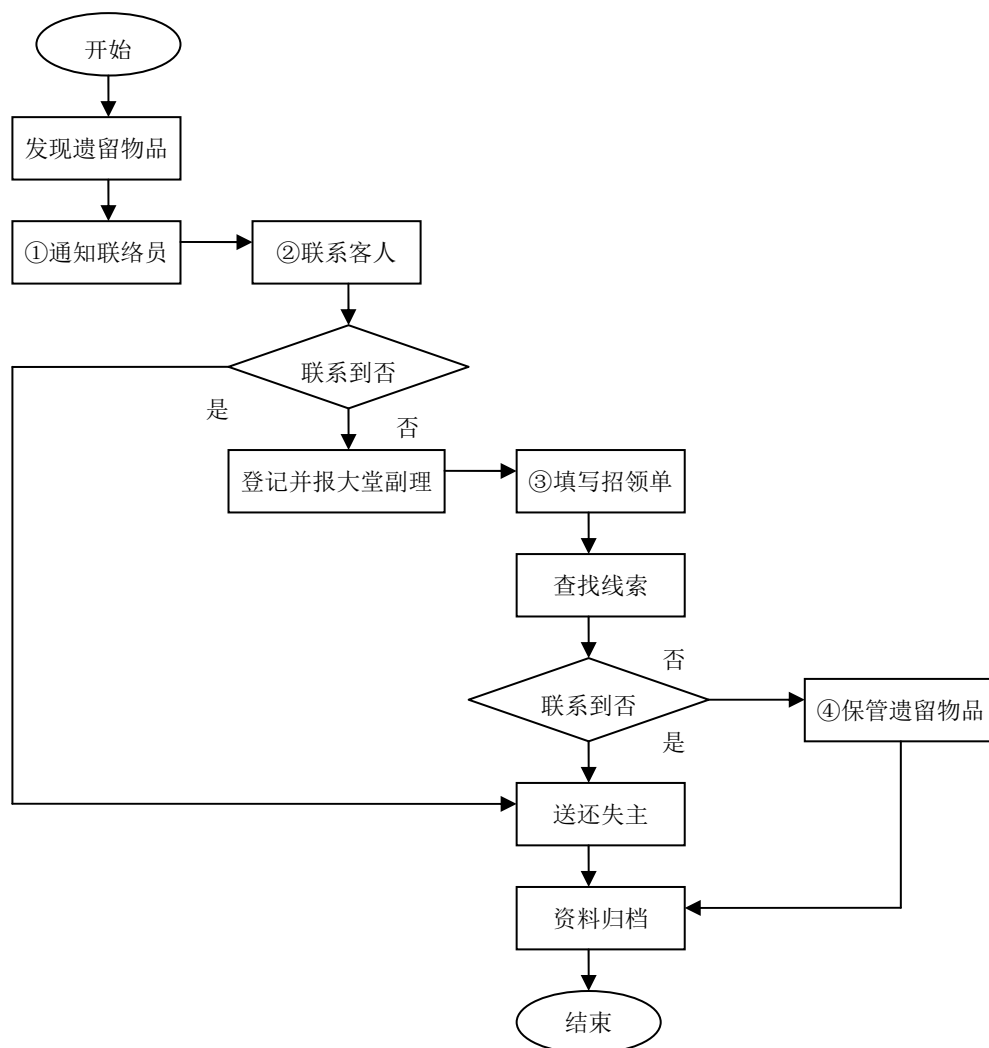 开始
发现遗留物品
①通知联络员
②联系客人
联系到否
是
否
登记并报大堂副理
③填写招领单
查找线索
否
联系到否
④保管遗留物品
是
送还失主
资料归档
结束